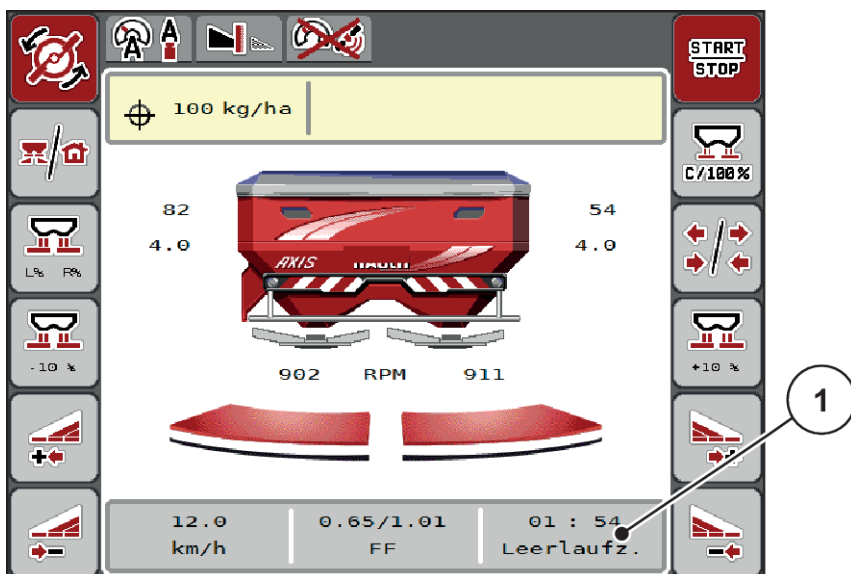 A A
START
STOP
100 kg/ha
C/100%
82 54
4.0 4.0
AXIS RAUCH
L% R%
-10 %
+10 %
902 RPM 911
1
12.0 0.65/1.01 01 : 54
km/h FF Leerlaufz.